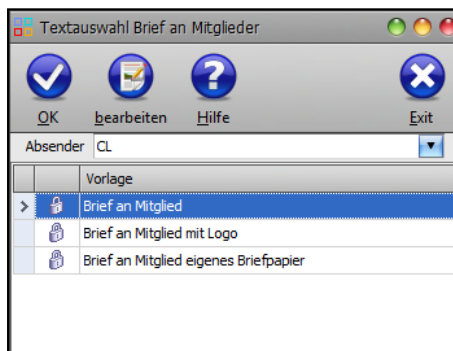 Textauswahl Brief an Mitglieder
OK bearbeiten Hilfe Exit
Absender CL
Vorlage
Brief an Mitglied
Brief an Mitglied mit Logo
Brief an Mitglied eigenes Briefpapier